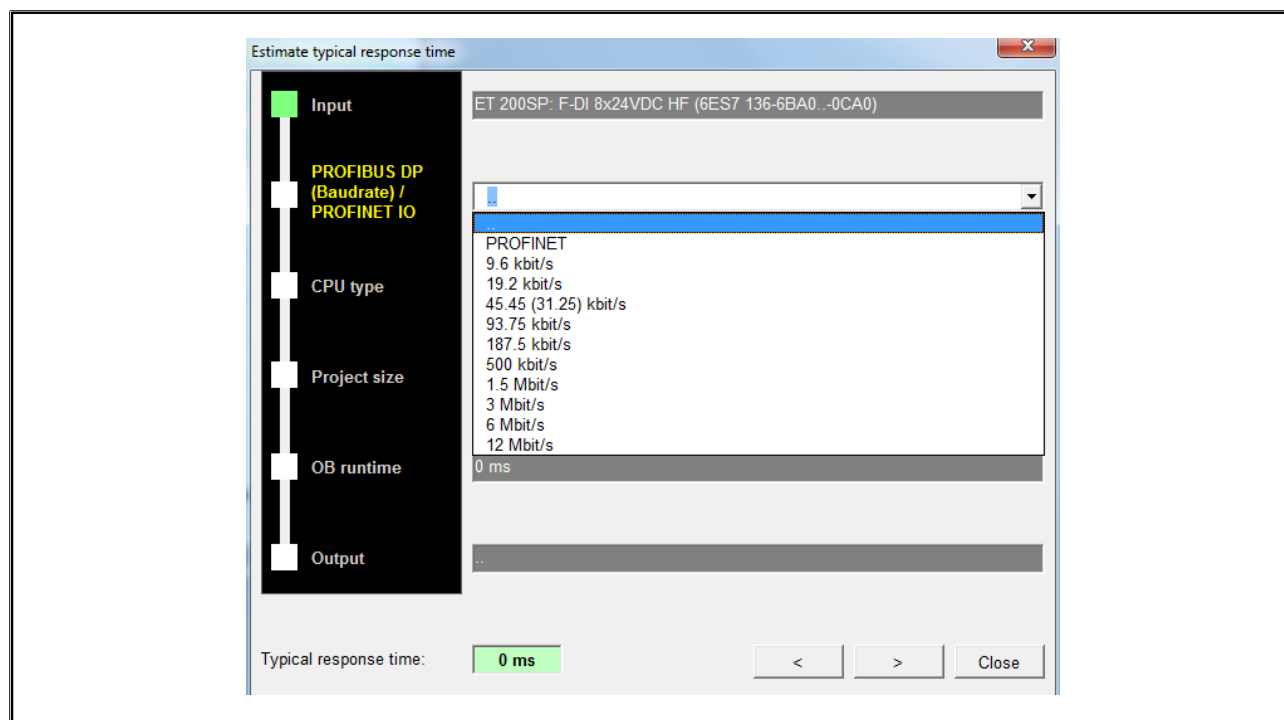 Estimate typical response time
Input
ET 200SP: F-DI 8x24VDC HF (6ES7 136-6BA0..-0CA0)
PROFIBUS DP
(Baudrate) /
PROFINET IO
..
..
PROFINET
9.6 kbit/s
19.2 kbit/s
45.45 (31.25) kbit/s
93.75 kbit/s
187.5 kbit/s
500 kbit/s
1.5 Mbit/s
3 Mbit/s
6 Mbit/s
12 Mbit/s
CPU type
Project size
OB runtime
0 ms
Output
..
Typical response time:
0 ms
<
>
Close